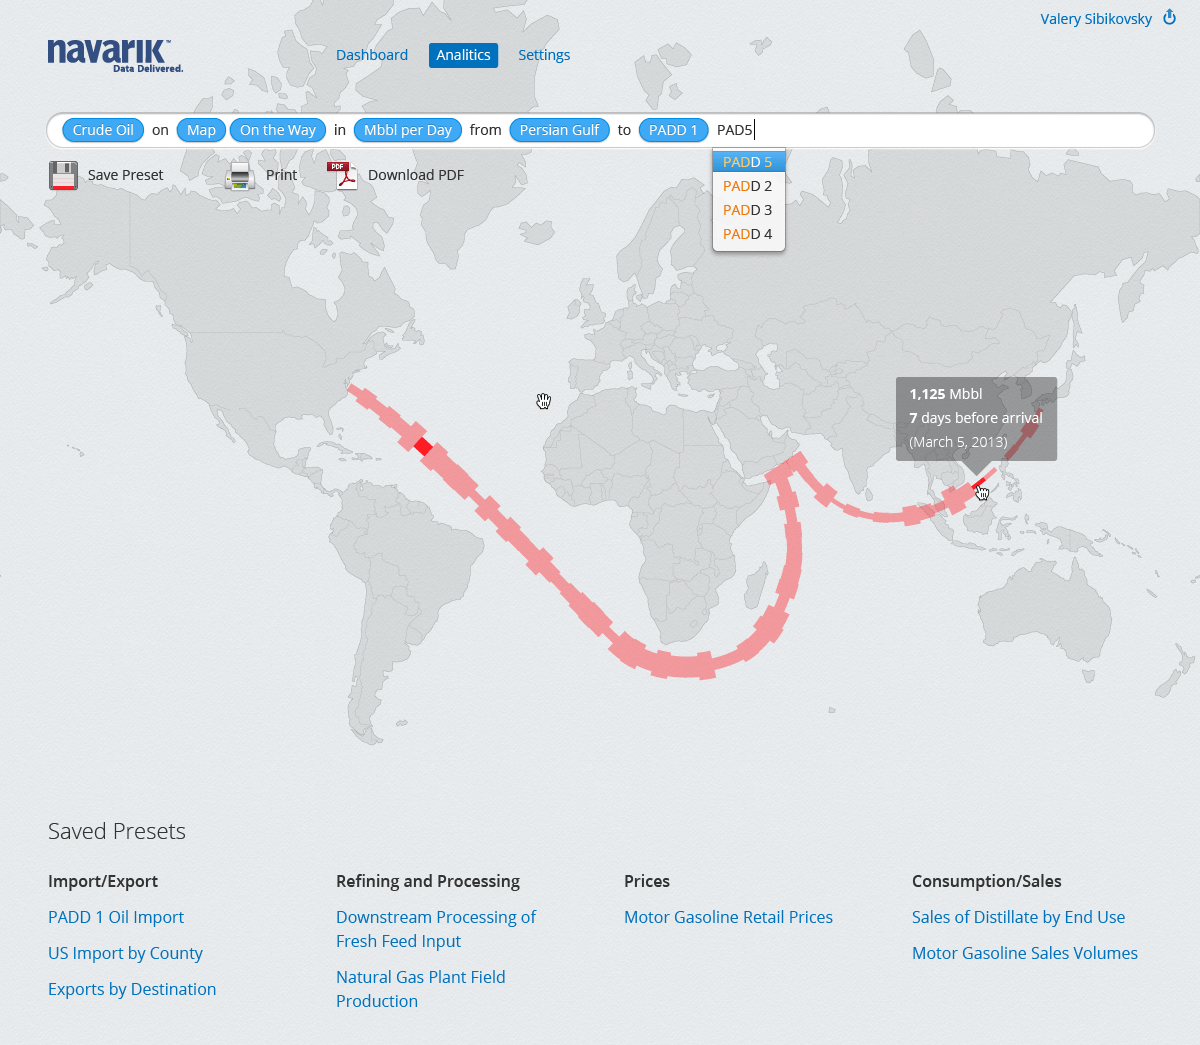 Valery Sibikovsky
navarik™
Data Delivered.
Dashboard Analitics Settings
Crude Oil on Map On the Way in Mbbl per Day from Persian Gulf to PADD 1 PAD5
PADD 5
PADD 2
PADD 3
PADD 4
Save Preset Print PDF Download PDF
1,125 Mbbl
7 days before arrival
(March 5, 2013)
Saved Presets
Import/Export
PADD 1 Oil Import
US Import by County
Exports by Destination
Refining and Processing
Downstream Processing of
Fresh Feed Input
Natural Gas Plant Field
Production
Prices
Motor Gasoline Retail Prices
Consumption/Sales
Sales of Distillate by End Use
Motor Gasoline Sales Volumes